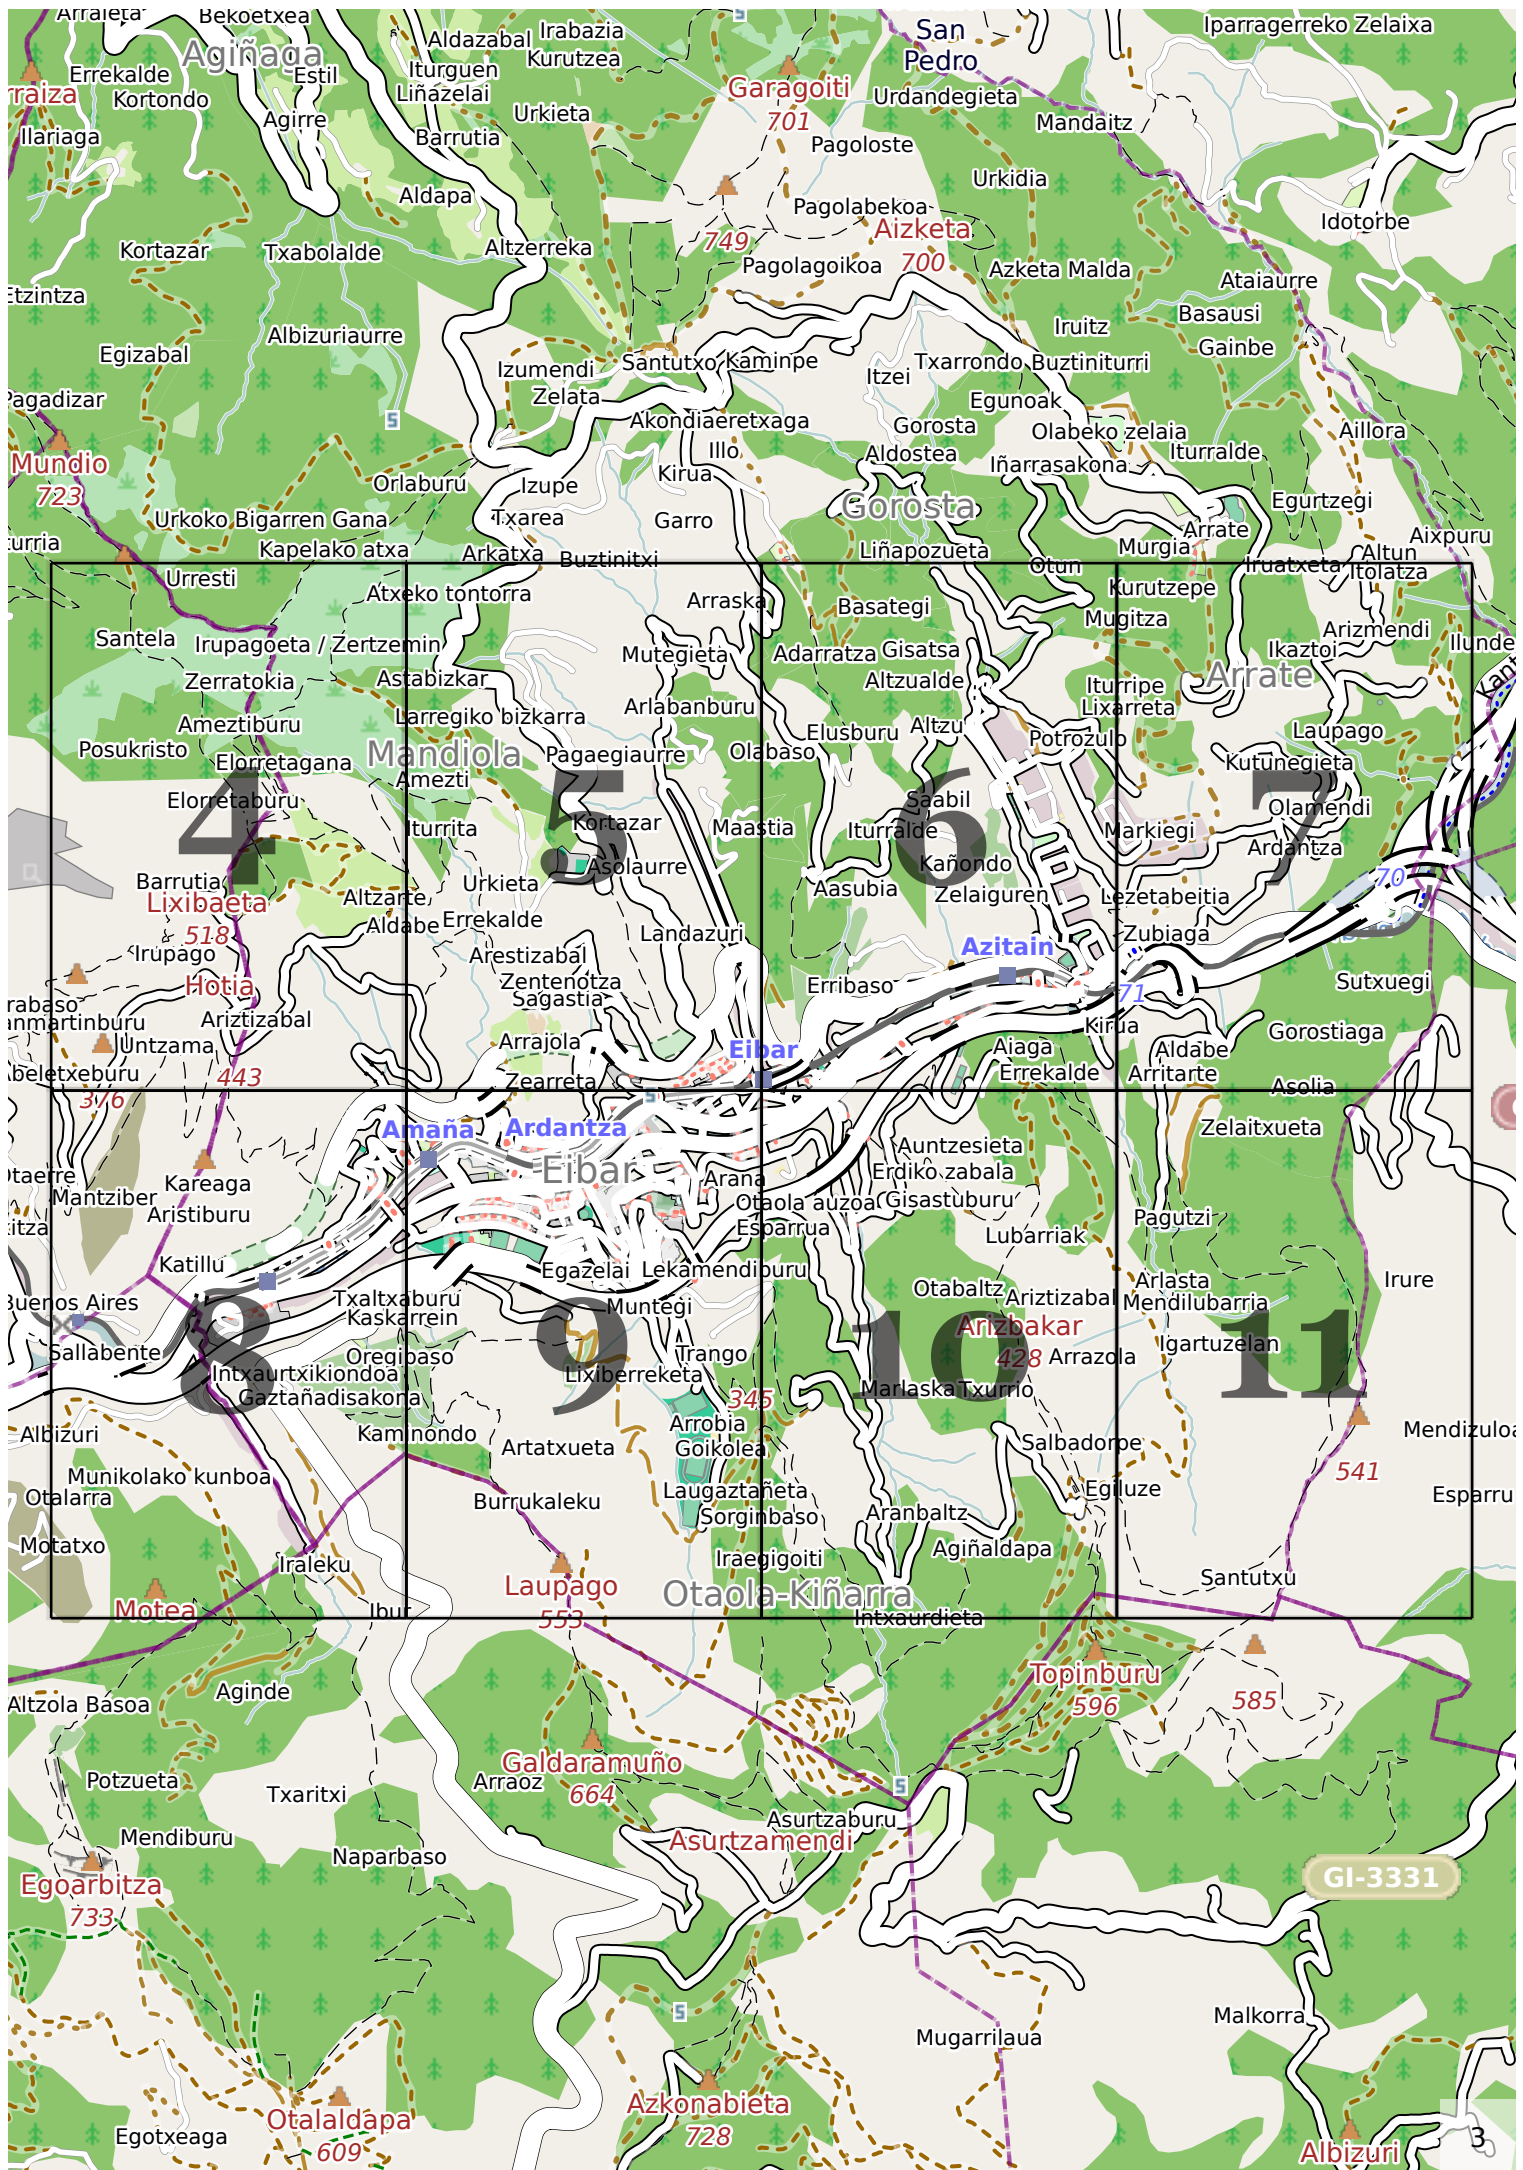 Arraleta
Bekoetxea
Agiñaga
Aldazabal
Irabazia
Kurutzea
San
Pedro
Iparragerreko Zelaixa
Errekalde
Estil
Iturguen
Garagoiti
701
rraiza
Kortondo
Liñazelai
Urdandegieta
Ilariaga
Agirre
Barrutia
Urkieta
Pagoloste
Mandaitz
Aldapa
Urkidia
Pagolabekoa
Idotorbe
Kortazar
Txabolalde
Altzerreka
749
Aizketa
700
Pagolagoikoa
Azketa Malda
Ataiaurre
Etzintza
Albizuriaurre
Iruitz
Basausi
Egizabal
Izumendi
Santutxo
Kaminpe
Itzei
Txarrondo
Buztiniturri
Gainbe
Pagadizar
Zelata
Akondiaeretxaga
Egunoak
Gorosta
Olabeko zelaia
Aillora
Mundio
723
Illo
Aldostea
Iturralde
Orlaburu
Izupe
Kirua
Iñarrasakona
Egurtzegi
Urkoko Bigarren Gana
Txarea
Garro
Gorosta
Arrate
Aixpuru
turria
Kapelako atxa
Arkatxa
Buztinitxi
Liñapozueta
Murgia
Otun
Iruatxeta
Altun
Itolatza
Urresti
Atxeko tontorra
Arraska
Basategi
Kurutzepe
Mugitza
Santela
Irupagoeta / Zertzemin
Mutegieta
Adarratza
Gisatsa
Arizmendi
Ikaztoi
Ilunde
Zerratokia
Astabizkar
Altzualde
Iturripe
Arrate
Kant
Ameztiburu
Larregiko bizkarra
Arlabanburu
Lixarreta
Posukristo
Elorretagana
Mandiola
Pagaegiaurre
Olabaso
Elusburu
Altzu
Potrozulo
Laupago
Amezti
Kutunegieta
4
5
6
7
Elorretaburu
Iturrita
Kortazar
Maastia
Saabil
Iturralde
Markiegi
Olamendi
Ardantza
Barrutia
Lixibaeta
518
Altzarte
Urkieta
Asolaurre
Aasubia
Kañondo
Zelaiguren
Lezetabeitia
70
Aldabe
Errekalde
Landazuri
Azitain
Zubiaga
Irupago
Arestizabal
Hotia
Zentenotza
Sagastia
Erribaso
71
Sutxuegi
rabaso
anmartinburu
Untzama
Ariztizabal
Arrajola
Eibar
Kirua
Gorostiaga
Abeletxeburu
376
443
Zearreta
Aiaga
Errekalde
Aldabe
Arritarte
Asolia
Amaña
Ardantza
Eibar
Auntzesieta
Zelaitxueta
Otaerre
Mantziber
Kareaga
Aristiburu
Arana
Erdiko zabala
Otaola auzoa
Gisastuburu
kitza
Esparrua
Lubarriak
Pagutzi
Katillu
Egazelai
Lekamendiburu
Otabaltz
Arlasta
Irure
Buenos Aires
Txaltxaburu
Kaskarrein
Muntegi
Ariztizabal
Mendilubarria
8
9
10
11
Arizbakar
428
Sallabente
Oregibaso
Trango
Arrazola
Igartuzelan
Intxaurtxikiondoa
Gaztañadisakona
Lixiberreketa
345
Marlaska
Txurrio
Albizuri
Kaminondo
Artatxueta
Arrobia
Goikolea
Salbadorpe
Mendizuloa
541
Munikolako kunboa
Otalarra
Burrukaleku
Laugaztañeta
Sorginbaso
Aranbaltz
Egiluze
Esparru
Motatxo
Iraleku
Iraegigoiti
Agiñaldapa
Motea
Ibur
Laupago
553
Otaola-Kiñarra
Intxaurdieta
Santutxu
Altzola Basoa
Aginde
Topinburu
596
585
Potzueta
Txaritxi
Galdaramuño
664
Arraoz
Mendiburu
Naparbaso
Asurtzaburu
Asurtzamendi
Egoarbitza
733
GI-3331
Mugarrilaua
Malkorra
Egotxeaga
Otalaldapa
609
Azkonabieta
728
Albizuri
3